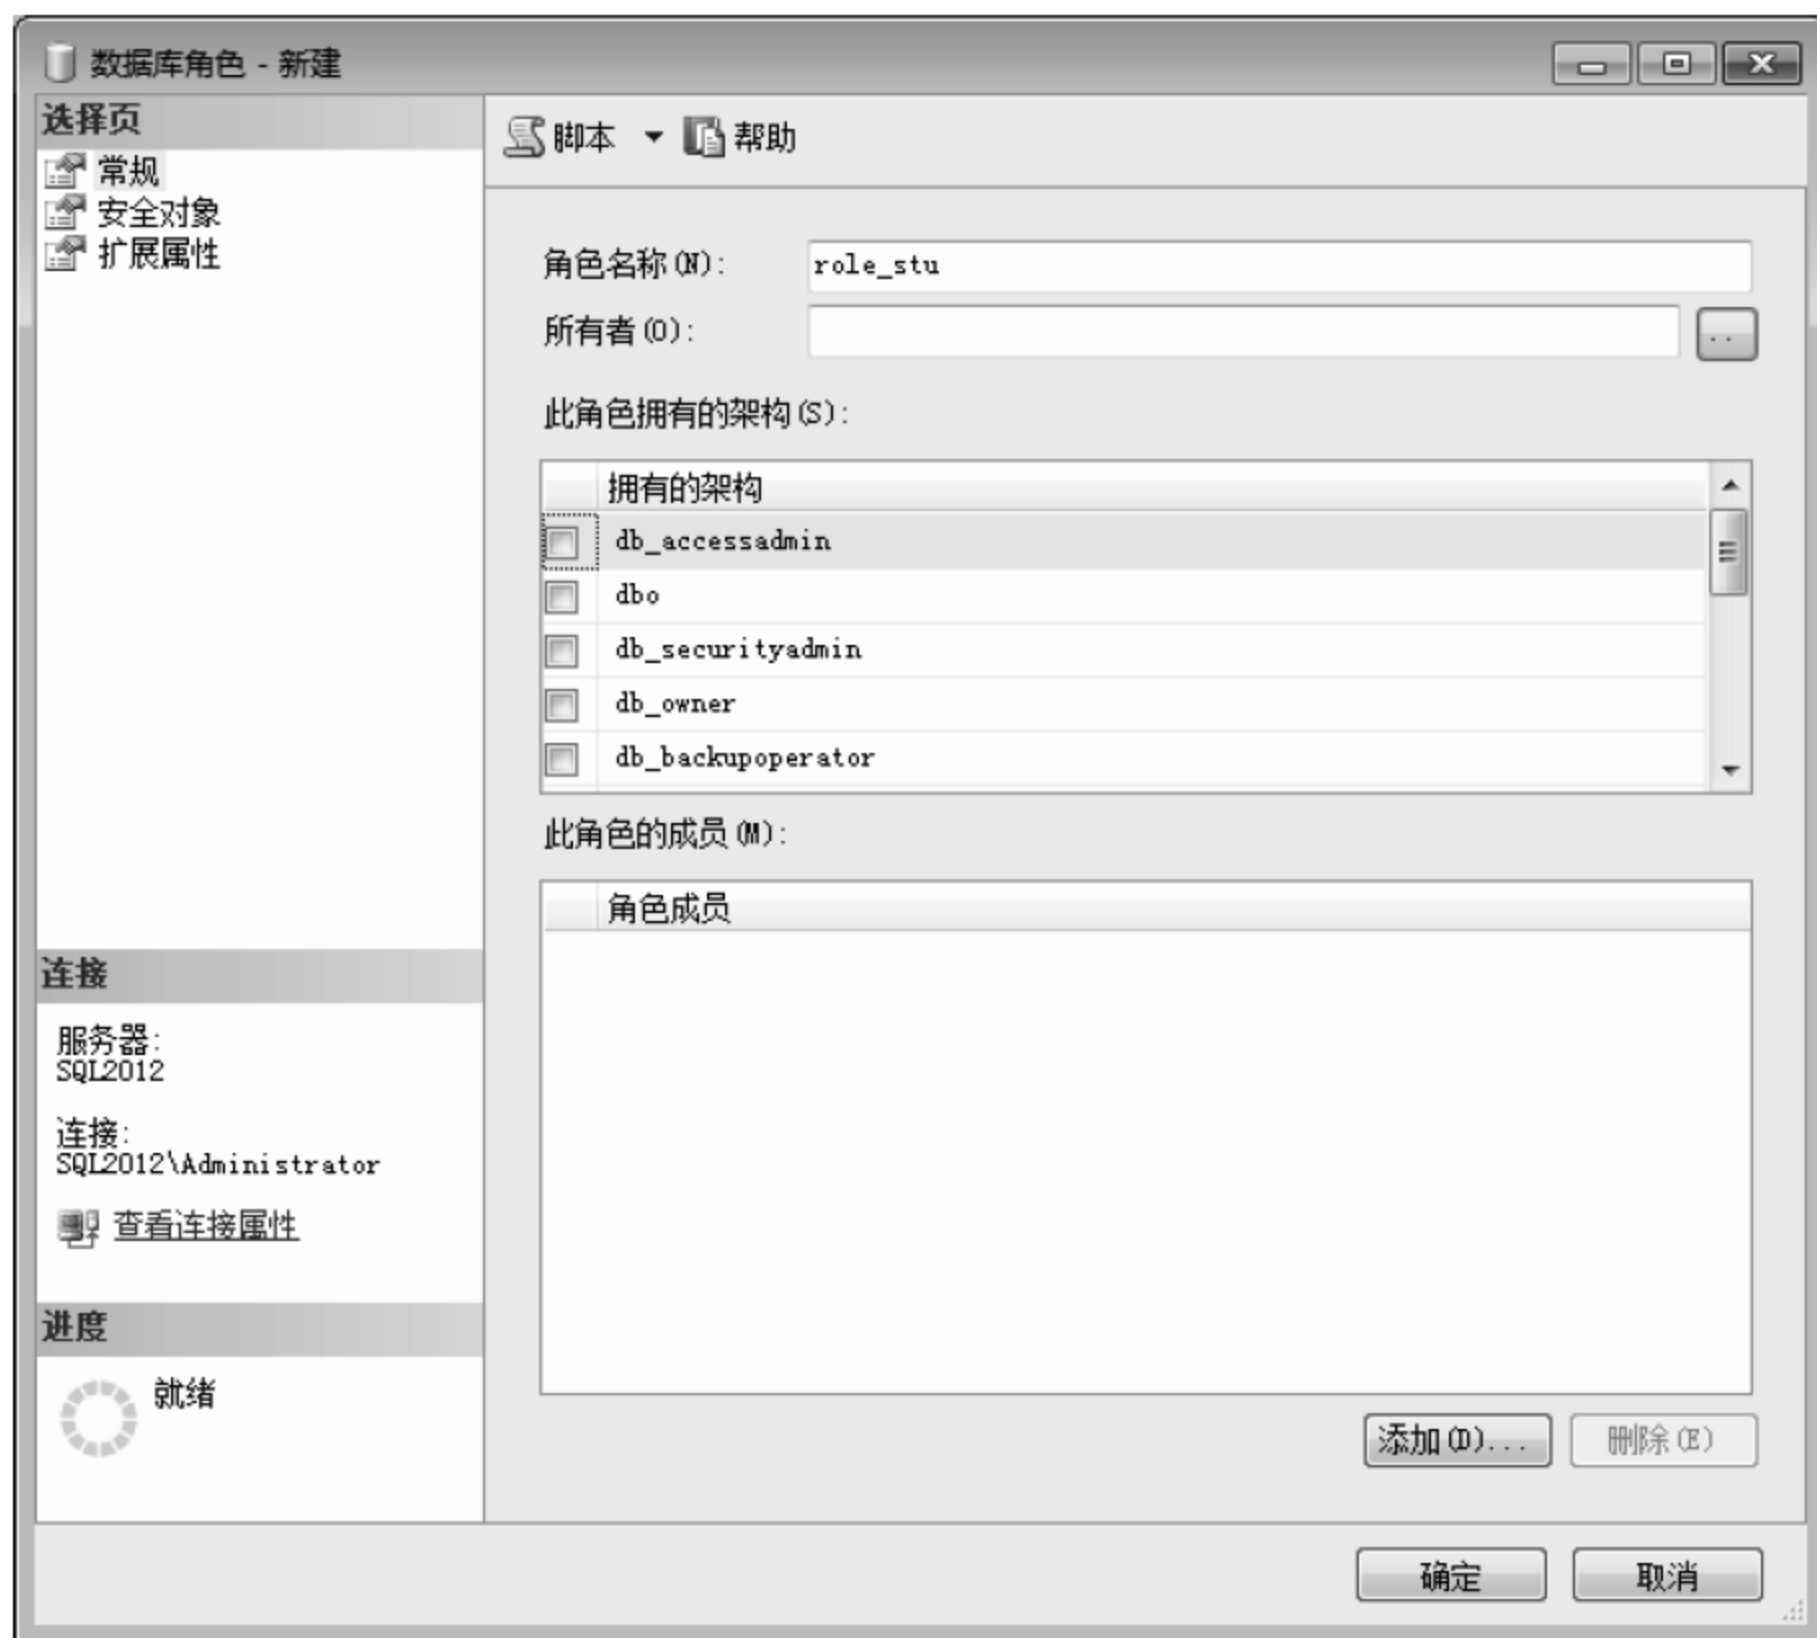 数据库角色 - 新建
选择页
常规
安全对象
扩展属性
脚本 帮助
角色名称(N): role_stu
所有者(O):
..
此角色拥有的架构(S):
拥有的架构
db_accessadmin
dbo
db_securityadmin
db_owner
db_backupoperator
此角色的成员(M):
角色成员
连接
服务器:
SQL2012
连接:
SQL2012\Administrator
查看连接属性
进度
就绪
添加(D)... 删除(E)
确定 取消